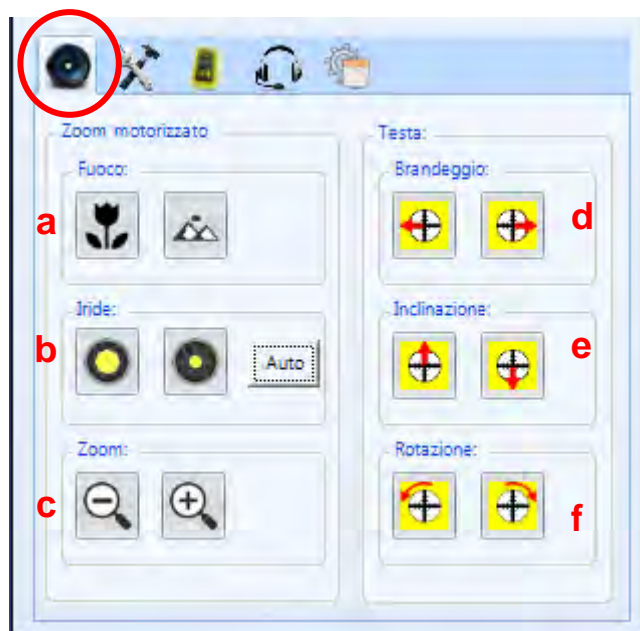 Zoom motorizzato
Fuoco:
a
Iride:
b
Auto
Zoom:
c
Testa:
Brandeggio:
d
Inclinazione:
e
Rotazione:
f